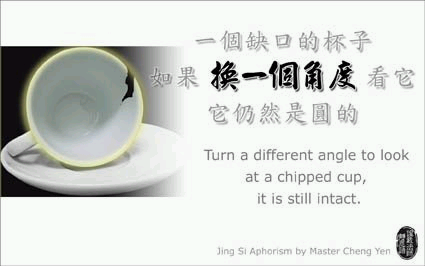 一個缺口的杯子
如果 換一個角度 看它
它仍然是圓的
Turn a different angle to look
at a chipped cup,
it is still intact.
Jing Si Aphorism by Master Cheng Yen